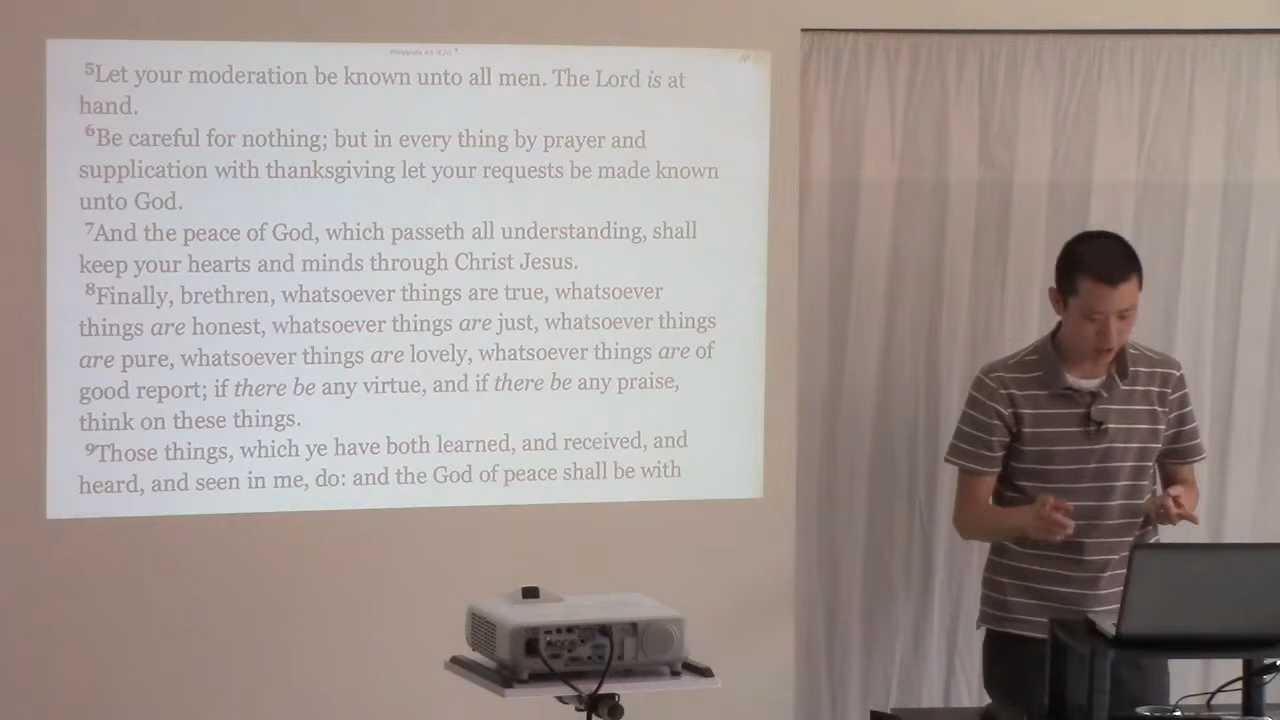 Philippians 4:5 (KJV)
⁵Let your moderation be known unto all men. The Lord is at
hand.
⁶Be careful for nothing; but in every thing by prayer and
supplication with thanksgiving let your requests be made known
unto God.
⁷And the peace of God, which passeth all understanding, shall
keep your hearts and minds through Christ Jesus.
⁸Finally, brethren, whatsoever things are true, whatsoever
things are honest, whatsoever things are just, whatsoever things
are pure, whatsoever things are lovely, whatsoever things are of
good report; if there be any virtue, and if there be any praise,
think on these things.
⁹Those things, which ye have both learned, and received, and
heard, and seen in me, do: and the God of peace shall be with